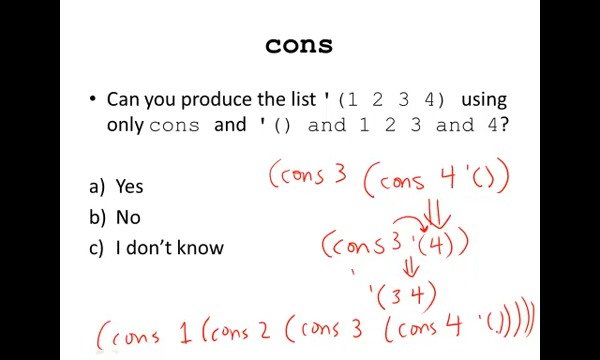 cons
• Can you produce the list '(1 2 3 4) using
only cons and '() and 1 2 3 and 4?
(cons 3 (cons 4 '()))
a) Yes
b) No
(cons 3 '(4))
c) I don't know
'(3 4)
(cons 1 (cons 2 (cons 3 (cons 4 '()))))